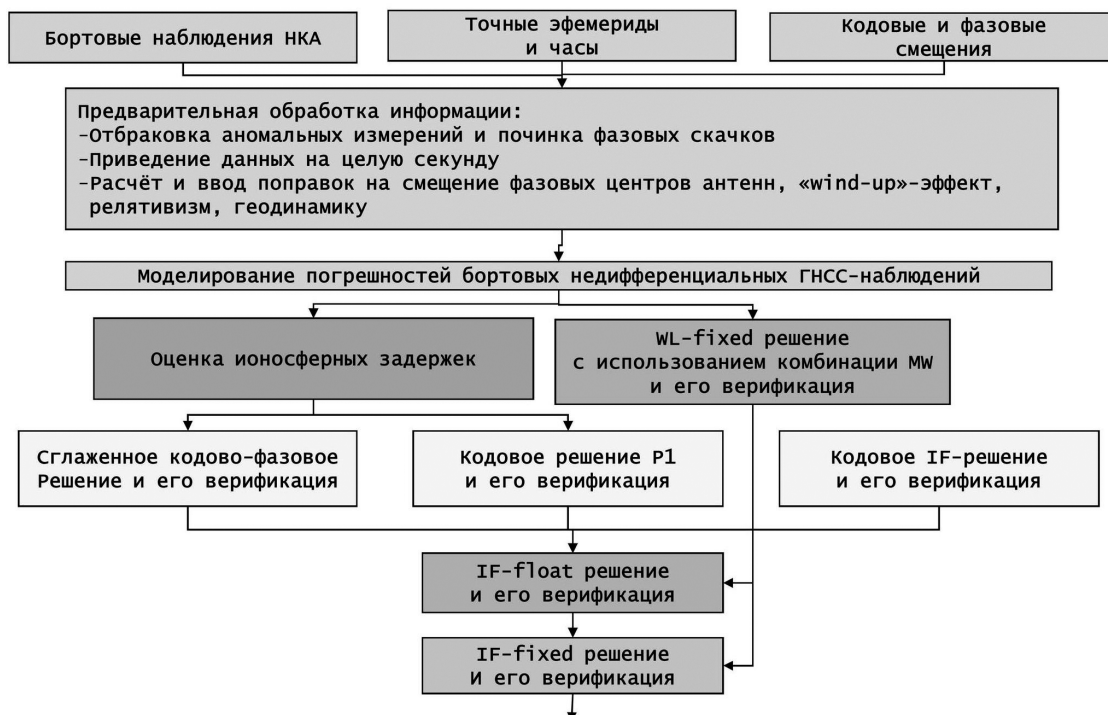 Бортовые наблюдения НКА
Точные эфемериды
и часы
Кодовые и фазовые
смещения
Предварительная обработка информации:
-Отбраковка аномальных измерений и починка фазовых скачков
-Приведение данных на целую секунду
-Расчёт и ввод поправок на смещение фазовых центров антенн, «wind-up»-эффект,
релятивизм, геодинамику
Моделирование погрешностей бортовых недифференциальных ГНСС-наблюдений
Оценка ионосферных задержек
WL-fixed решение
с использованием комбинации MW
и его верификация
Сглаженное кодово-фазовое
Решение и его верификация
Кодовое решение P1
и его верификация
Кодовое IF-решение
и его верификация
IF-float решение
и его верификация
IF-fixed решение
И его верификация